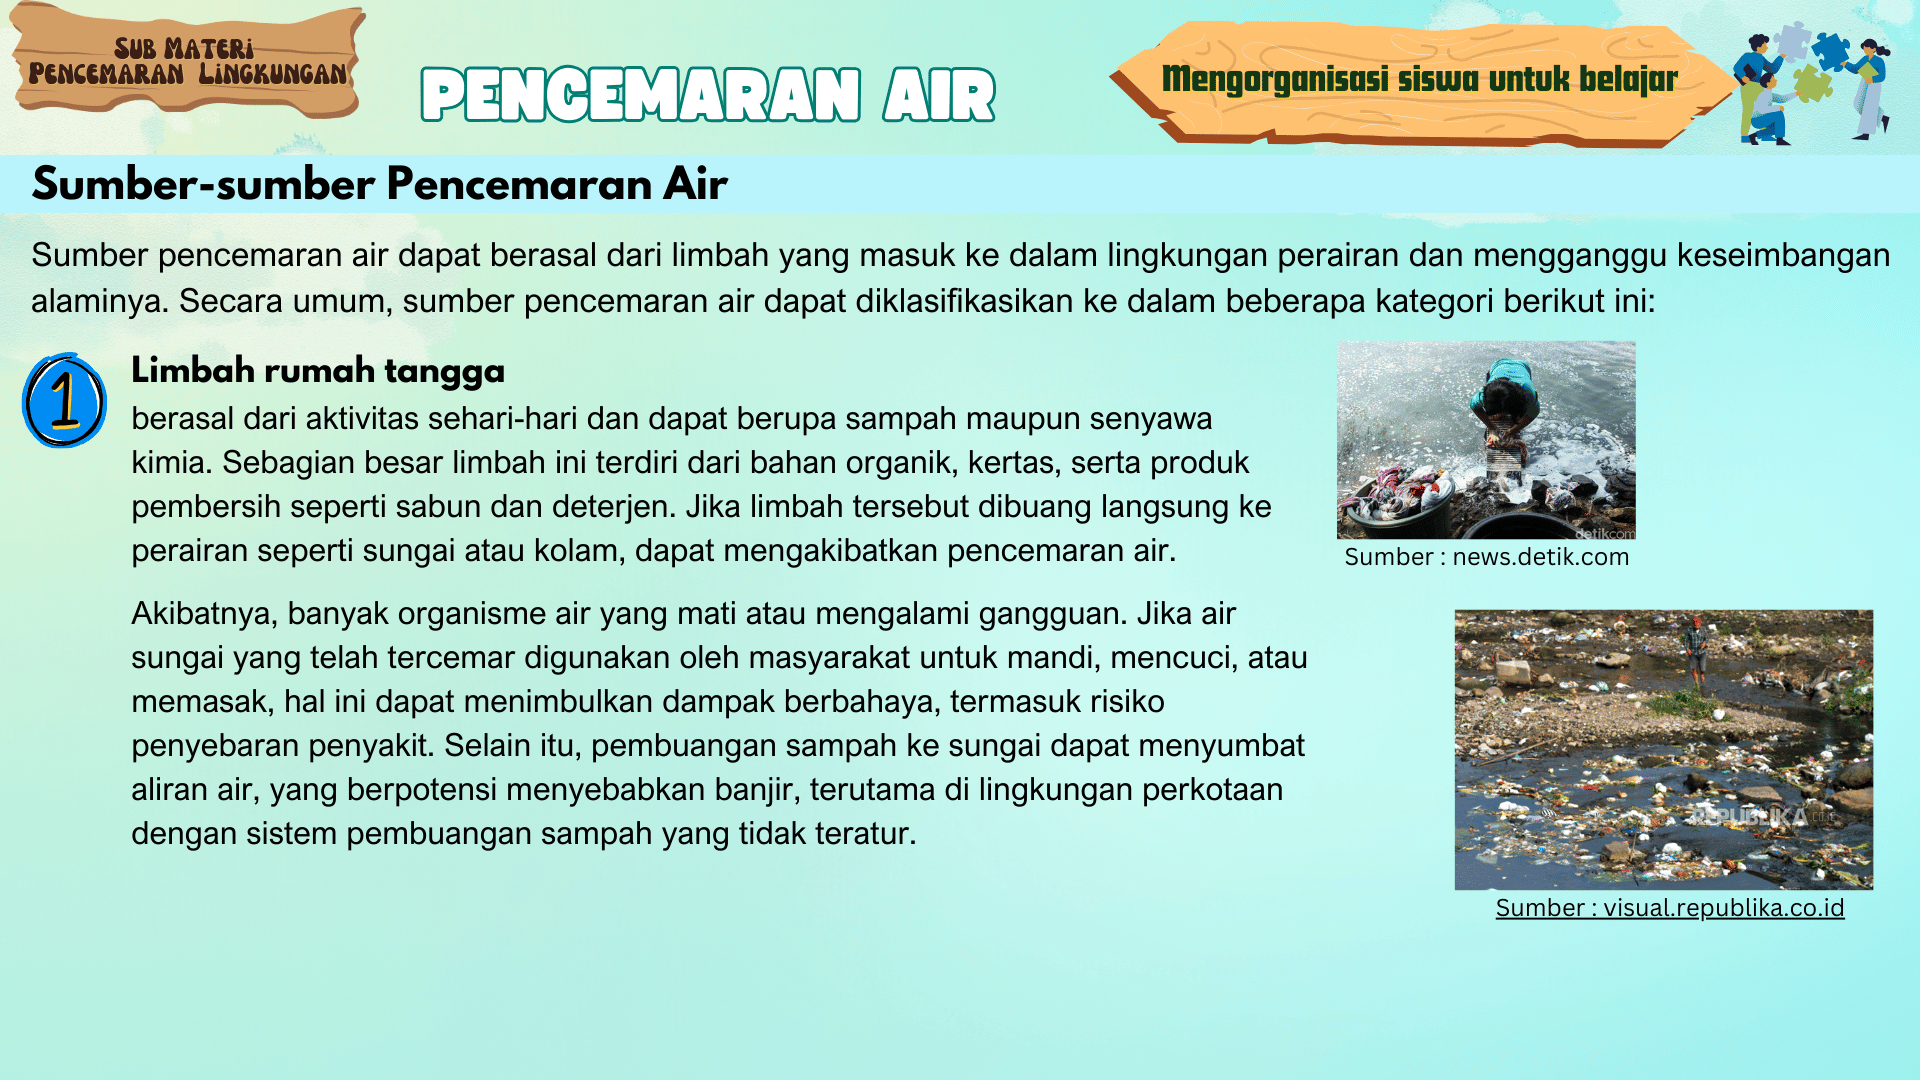 Sub Materi
Pencemaran Lingkungan
PENCEMARAN AIR
Mengorganisasi siswa untuk belajar
Sumber-sumber Pencemaran Air
Sumber pencemaran air dapat berasal dari limbah yang masuk ke dalam lingkungan perairan dan mengganggu keseimbangan
alaminya. Secara umum, sumber pencemaran air dapat diklasifikasikan ke dalam beberapa kategori berikut ini:
1
Limbah rumah tangga
berasal dari aktivitas sehari-hari dan dapat berupa sampah maupun senyawa
kimia. Sebagian besar limbah ini terdiri dari bahan organik, kertas, serta produk
pembersih seperti sabun dan deterjen. Jika limbah tersebut dibuang langsung ke
perairan seperti sungai atau kolam, dapat mengakibatkan pencemaran air.
Akibatnya, banyak organisme air yang mati atau mengalami gangguan. Jika air
sungai yang telah tercemar digunakan oleh masyarakat untuk mandi, mencuci, atau
memasak, hal ini dapat menimbulkan dampak berbahaya, termasuk risiko
penyebaran penyakit. Selain itu, pembuangan sampah ke sungai dapat menyumbat
aliran air, yang berpotensi menyebabkan banjir, terutama di lingkungan perkotaan
dengan sistem pembuangan sampah yang tidak teratur.
detikcom
Sumber : news.detik.com
REPUBLIKA
Sumber : visual.republika.co.id